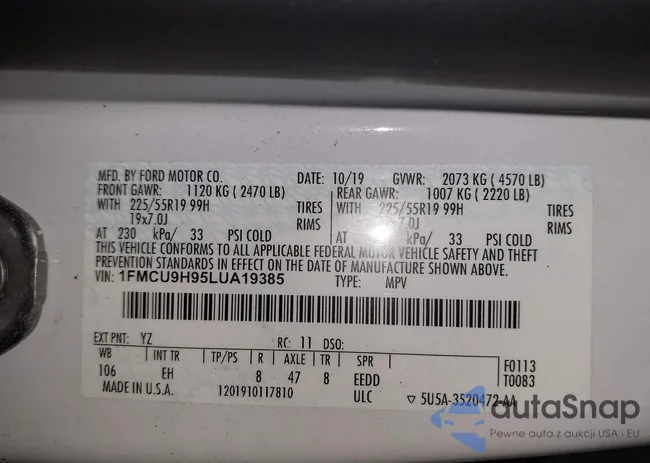 MFD. BY FORD MOTOR CO. DATE: 10/19 GVWR: 2073 KG ( 4570 LB)
FRONT GAWR: 1120 KG ( 2470 LB) REAR GAWR: 1007 KG ( 2220 LB)
WITH 225/55R19 99H TIRES WITH 225/55R19 99H TIRES
19x7.0J RIMS 7.0J RIMS
AT 230 kPa/ 33 PSI COLD AT kPa/ 33 PSI COLD
THIS VEHICLE CONFORMS TO ALL APPLICABLE FEDERAL MOTOR VEHICLE SAFETY AND THEFT
PREVENTION STANDARDS IN EFFECT ON THE DATE OF MANUFACTURE SHOWN ABOVE.
VIN: 1FMCU9H95LUA19385 TYPE: MPV
EXT PNT: YZ RC: 11 DSO:
WB INT TR TP/PS R AXLE TR SPR F0113
106 EH 8 47 8 EEDD T0083
MADE IN U.S.A. 1201910117810 ULC ▽ 5U5A-3520472-AA
autaSnap
Pewne auta z aukcji USA i EU